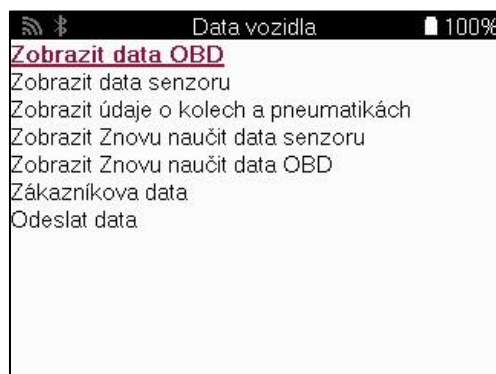 Data vozidla 100%
Zobrazit data OBD
Zobrazit data senzoru
Zobrazit údaje o kolech a pneumatikách
Zobrazit Znovu naučit data senzoru
Zobrazit Znovu naučit data OBD
Zákazníkova data
Odeslat data